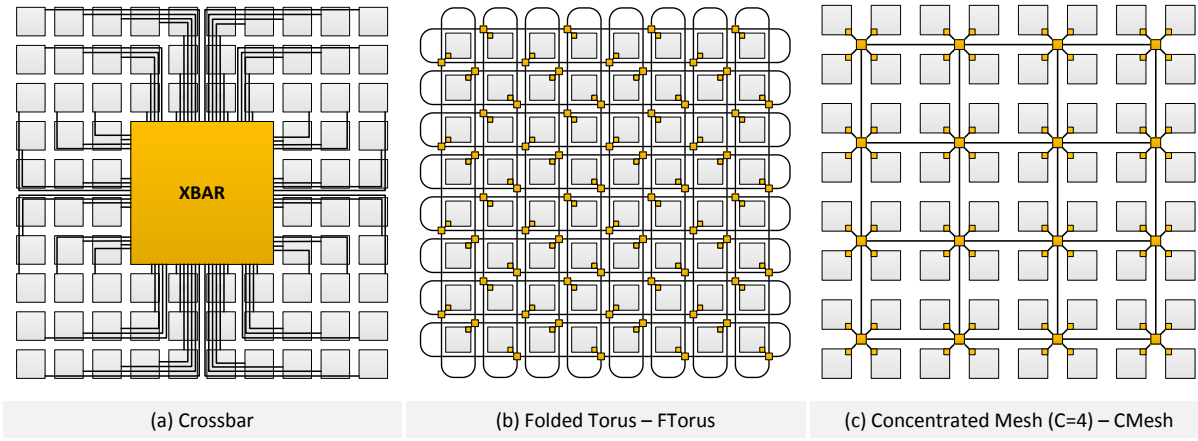 XBAR
(a) Crossbar
(b) Folded Torus – FTorus
(c) Concentrated Mesh (C=4) – CMesh